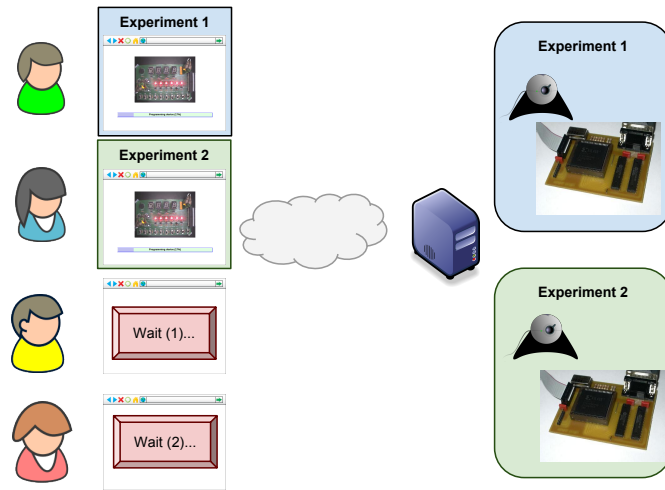 Experiment 1
Experiment 2
Wait (1)...
Wait (2)...
Experiment 1
Experiment 2